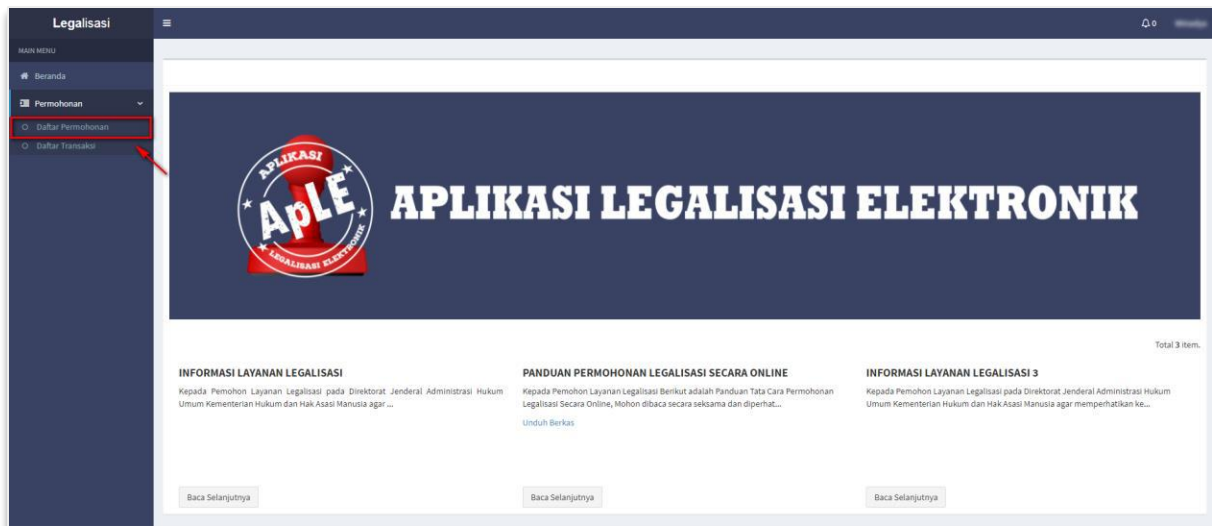 Legalisasi
0
MAIN MENU
Beranda
Permohonan
Daftar Permohonan
Daftar Transaksi
APLIKASI
ApLE
LEGALISASI ELEKTRONIK
APLIKASI LEGALISASI ELEKTRONIK
Total 3 item.
INFORMASI LAYANAN LEGALISASI
Kepada Pemohon Layanan Legalisasi pada Direktorat Jenderal Administrasi Hukum
Umum Kementerian Hukum dan Hak Asasi Manusia agar ...
Baca Selanjutnya
PANDUAN PERMOHONAN LEGALISASI SECARA ONLINE
Kepada Pemohon Layanan Legalisasi Berikut adalah Panduan Tata Cara Permohonan
Legalisasi Secara Online, Mohon dibaca secara seksama dan diperhat...
Unduh Berkas
Baca Selanjutnya
INFORMASI LAYANAN LEGALISASI 3
Kepada Pemohon Layanan Legalisasi pada Direktorat Jenderal Administrasi Hukum
Umum Kementerian Hukum dan Hak Asasi Manusia agar memperhatikan ke...
Baca Selanjutnya